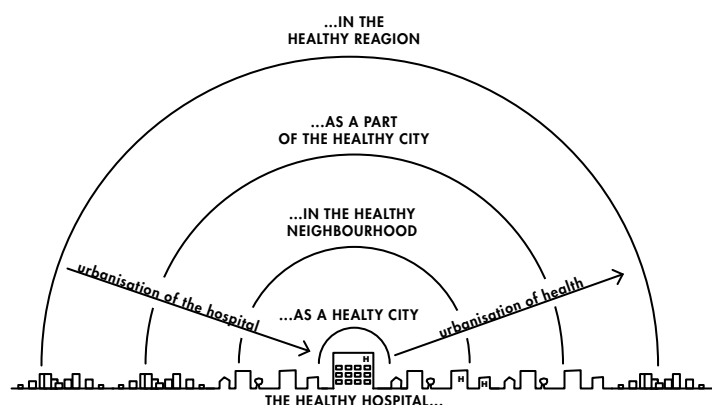 ...IN THE
HEALTHY REAGION
...AS A PART
OF THE HEALTHY CITY
...IN THE HEALTHY
NEIGHBOURHOOD
urbanisation of the hospital
urbanisation of health
...AS A HEALTY CITY
H
H
H
THE HEALTHY HOSPITAL...